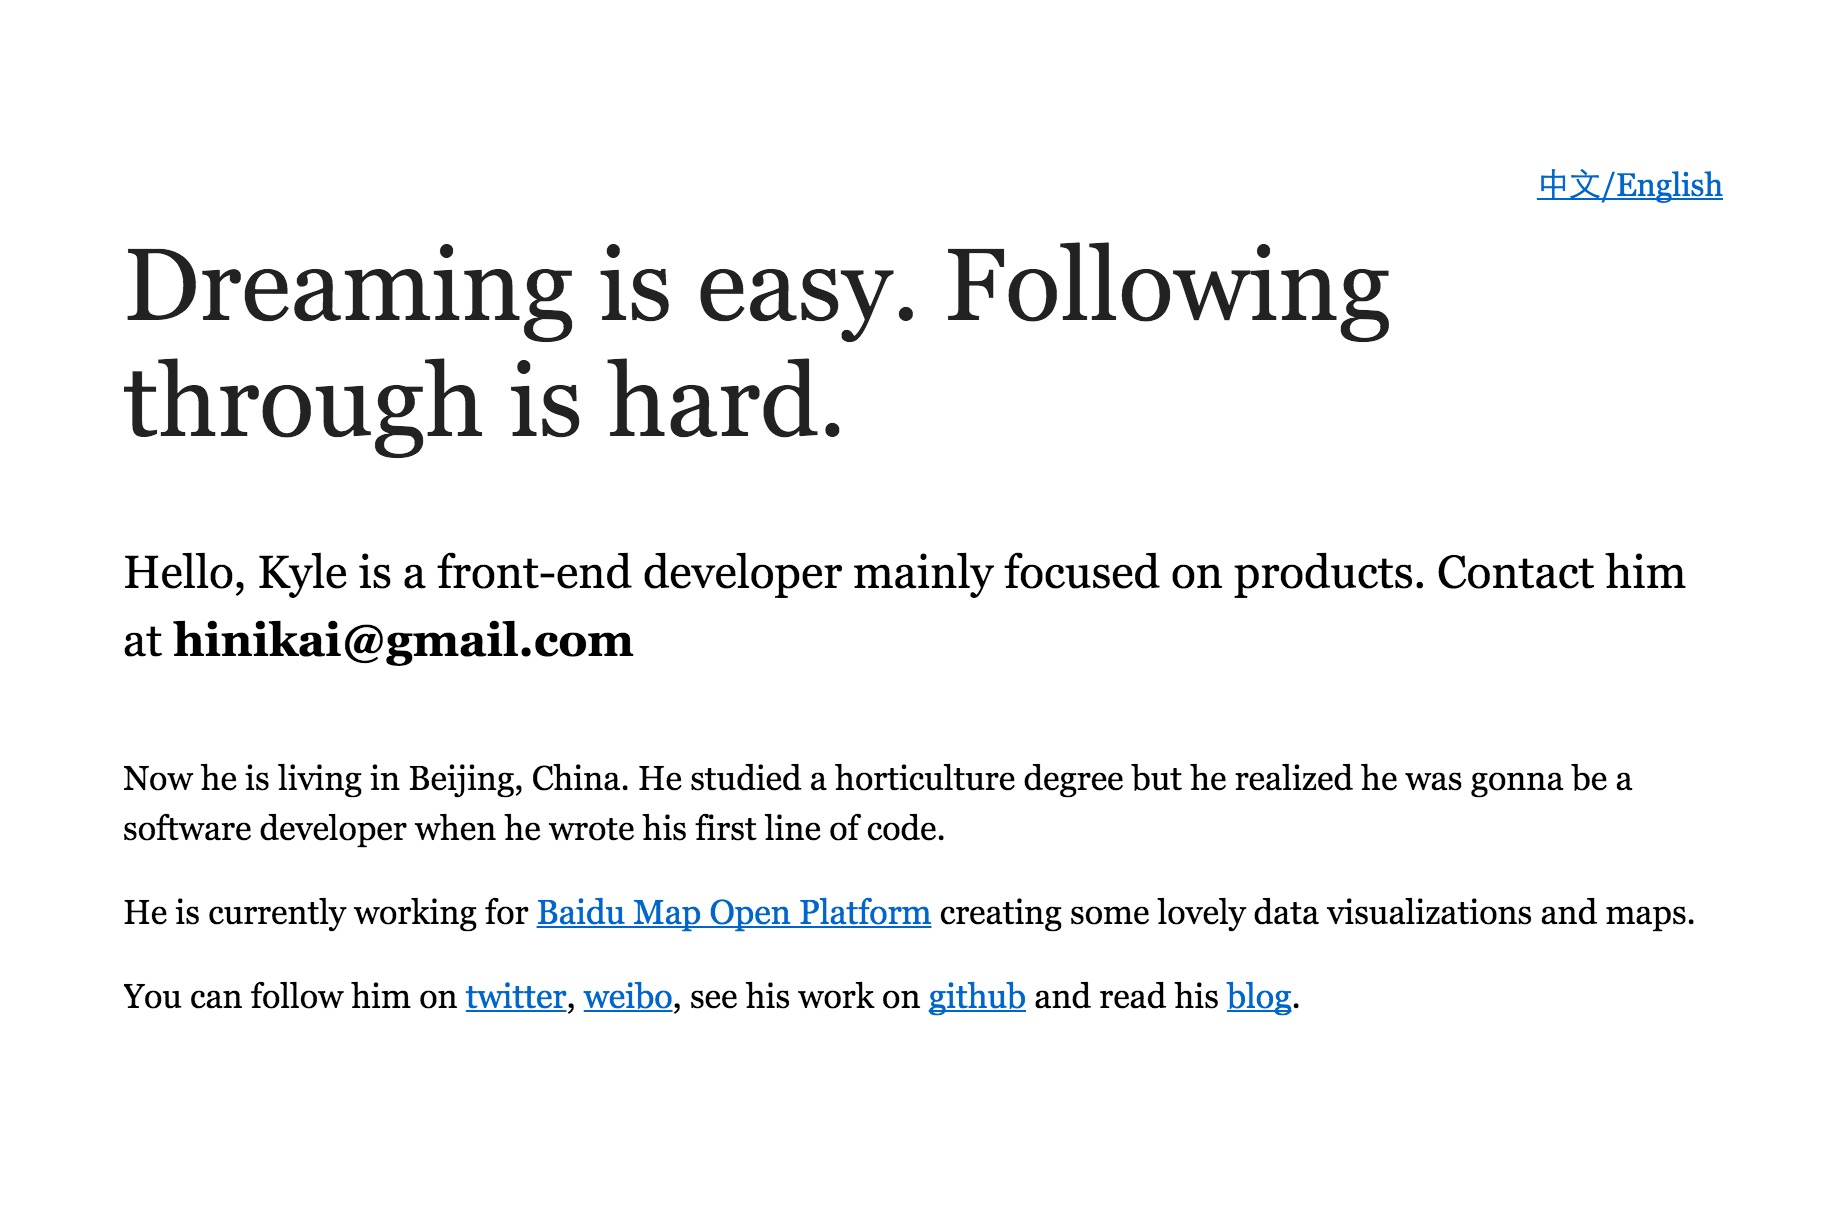 中文/English
Dreaming is easy. Following
through is hard.
Hello, Kyle is a front-end developer mainly focused on products. Contact him
at hinikai@gmail.com
Now he is living in Beijing, China. He studied a horticulture degree but he realized he was gonna be a
software developer when he wrote his first line of code.
He is currently working for Baidu Map Open Platform creating some lovely data visualizations and maps.
You can follow him on twitter, weibo, see his work on github and read his blog.